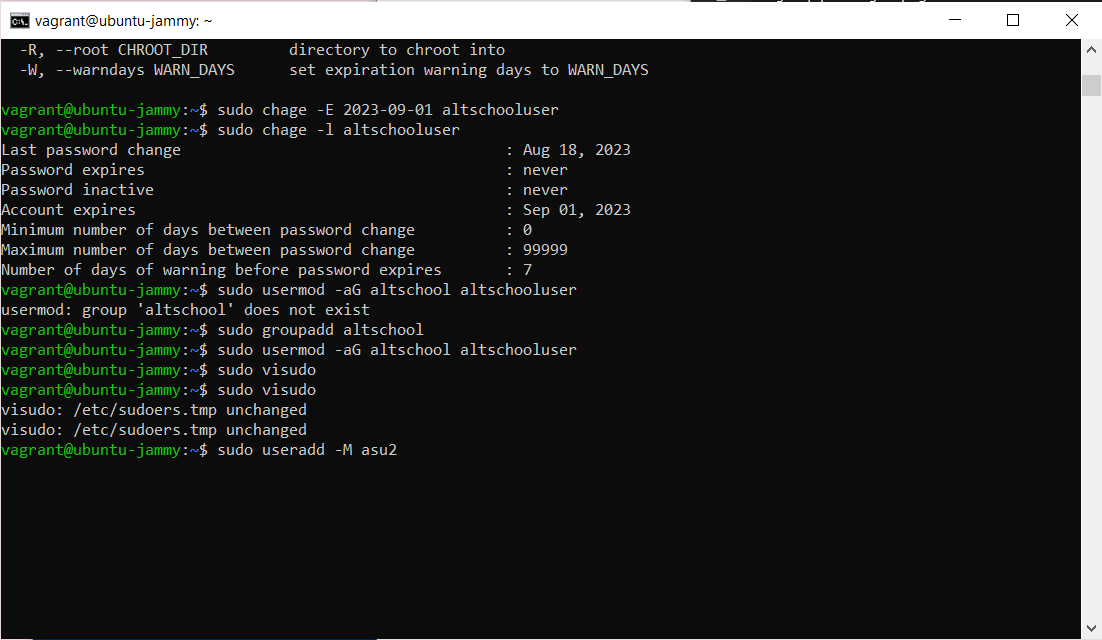 vagrant@ubuntu-jammy: ~
-R, --root CHROOT_DIR         directory to chroot into
-W, --warndays WARN_DAYS      set expiration warning days to WARN_DAYS
vagrant@ubuntu-jammy:~$ sudo chage -E 2023-09-01 altschooluser
vagrant@ubuntu-jammy:~$ sudo chage -l altschooluser
Last password change                                    : Aug 18, 2023
Password expires                                        : never
Password inactive                                       : never
Account expires                                         : Sep 01, 2023
Minimum number of days between password change          : 0
Maximum number of days between password change          : 99999
Number of days of warning before password expires       : 7
vagrant@ubuntu-jammy:~$ sudo usermod -aG altschool altschooluser
usermod: group 'altschool' does not exist
vagrant@ubuntu-jammy:~$ sudo groupadd altschool
vagrant@ubuntu-jammy:~$ sudo usermod -aG altschool altschooluser
vagrant@ubuntu-jammy:~$ sudo visudo
vagrant@ubuntu-jammy:~$ sudo visudo
visudo: /etc/sudoers.tmp unchanged
visudo: /etc/sudoers.tmp unchanged
vagrant@ubuntu-jammy:~$ sudo useradd -M asu2